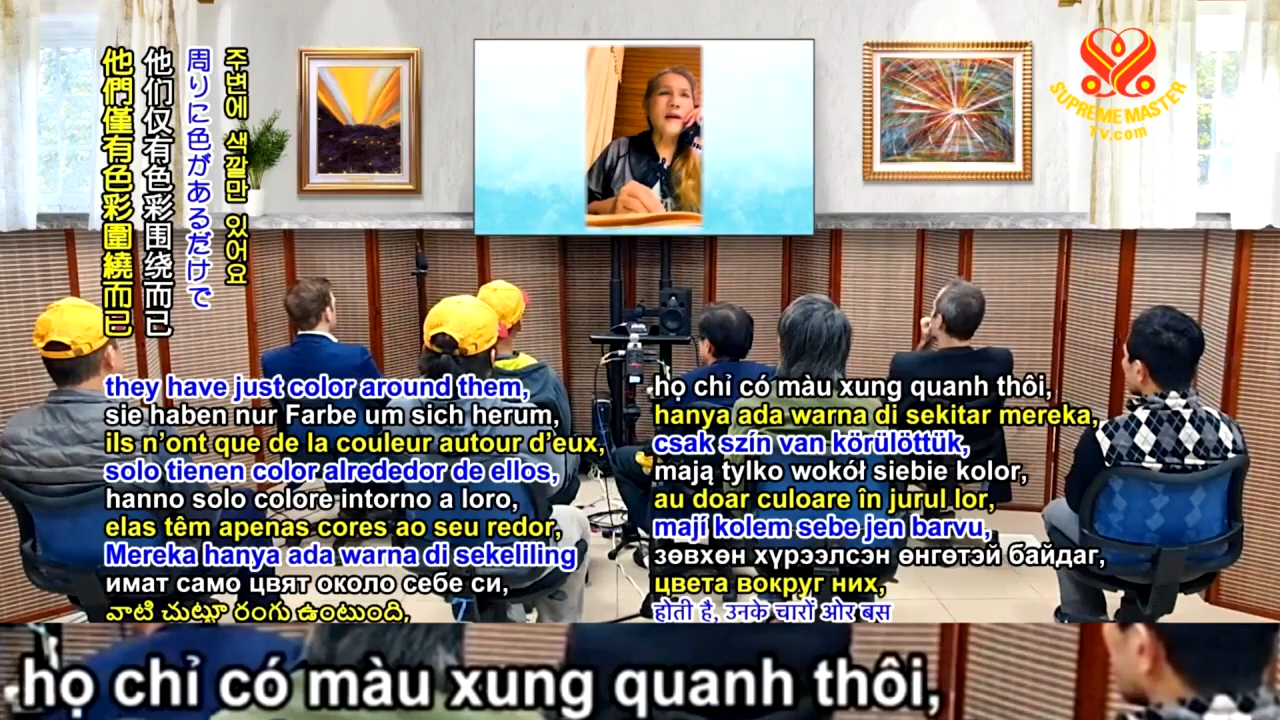 他們僅有色彩圍繞而已
他们仅有色彩围绕而已
周りに色があるだけで
주변에 색깔만 있어요
SUPREME MASTER
TV.com
they have just color around them,
sie haben nur Farbe um sich herum,
ils n’ont que de la couleur autour d’eux,
solo tienen color alrededor de ellos,
hanno solo colore intorno a loro,
elas têm apenas cores ao seu redor,
Mereka hanya ada warna di sekeliling
имат само цвят около себе си,
వాటి చుట్టూ రంగు ఉంటుంది,
họ chỉ có màu xung quanh thôi,
hanya ada warna di sekitar mereka,
csak szín van körülöttük,
mają tylko wokół siebie kolor,
au doar culoare în jurul lor,
mají kolem sebe jen barvu,
зөвхөн хүрээлсэн өнгөтэй байдаг,
цвета вокруг них,
होती है, उनके चारों ओर बस
họ chỉ có màu xung quanh thôi,